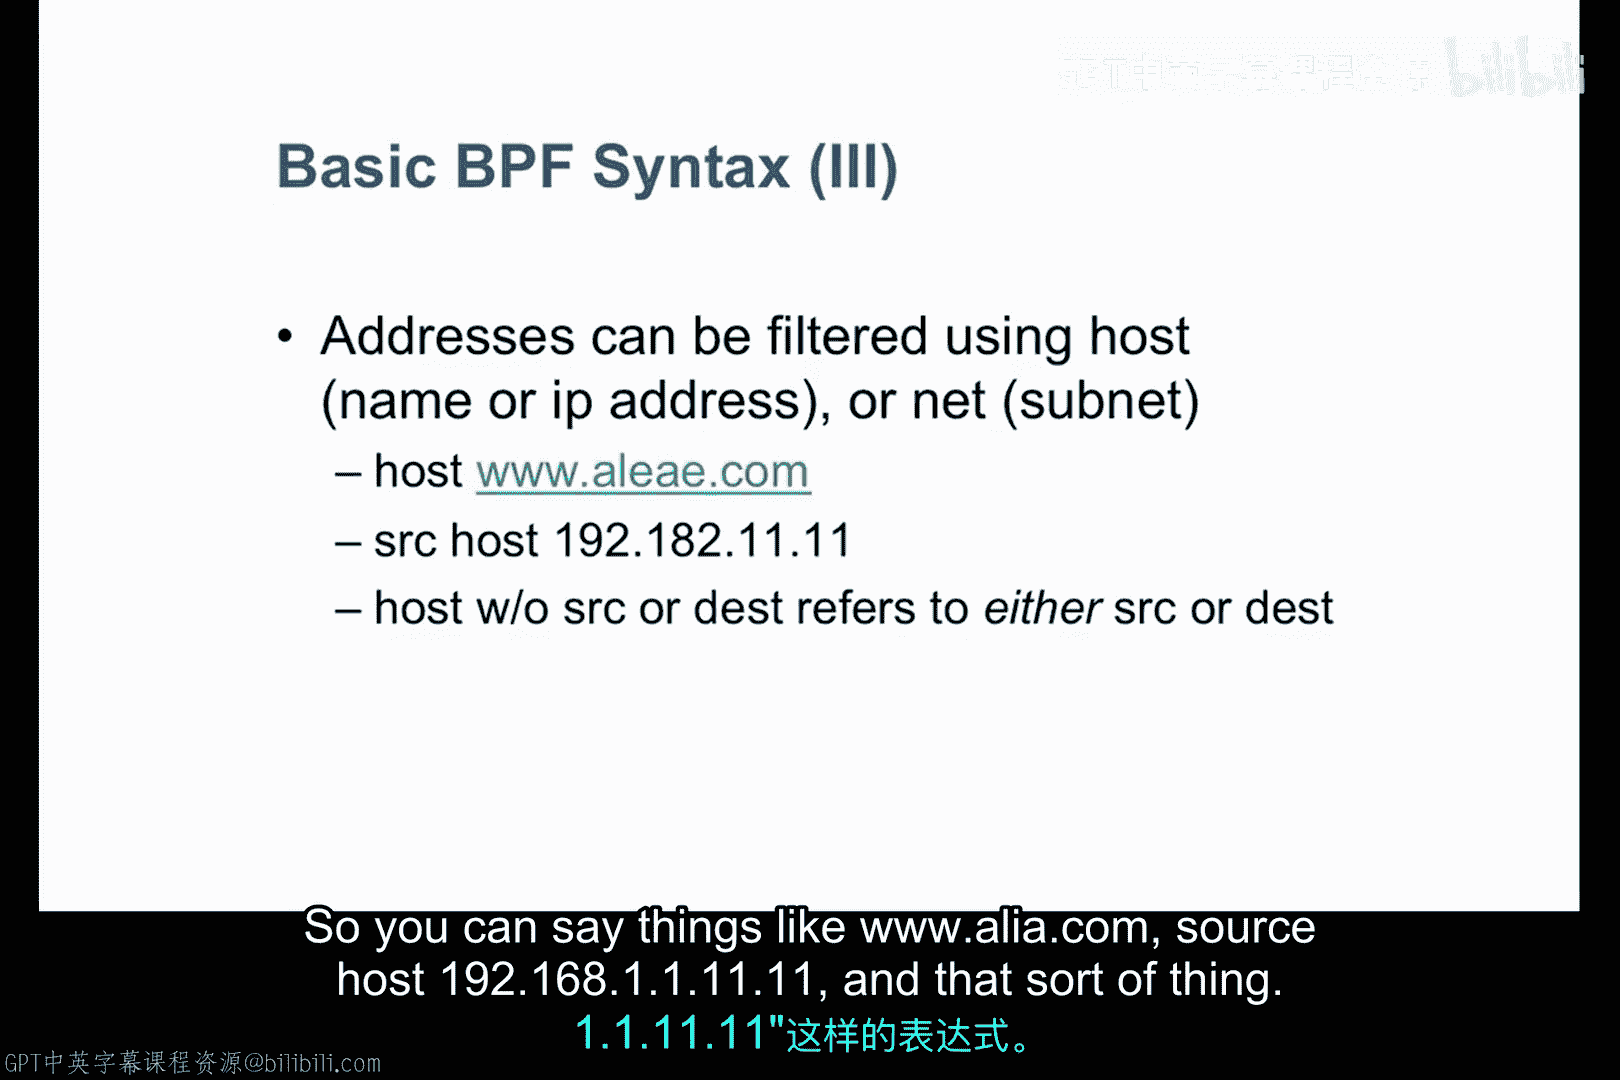 bilibili
Basic BPF Syntax (III)
• Addresses can be filtered using host
(name or ip address), or net (subnet)
– host www.aleae.com
– src host 192.182.11.11
– host w/o src or dest refers to either src or dest
So you can say things like www.alia.com, source
host 192.168.1.1.11.11, and that sort of thing.
1.1.11.11"这样的表达式。
GPT中英字幕课程资源@bilibili.com